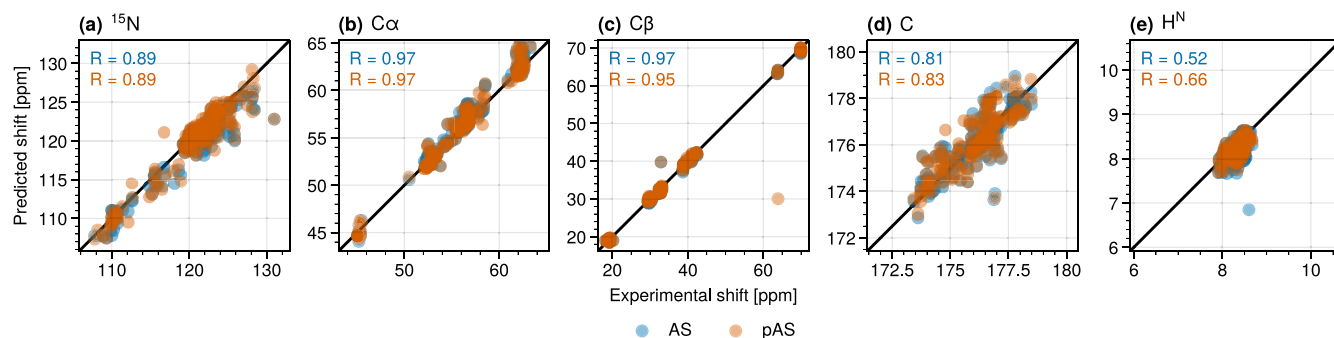 (a) ¹⁵N
(b) Cα
(c) Cβ
(d) C
(e) Hᴺ
R = 0.89
R = 0.89
R = 0.97
R = 0.97
R = 0.97
R = 0.95
R = 0.81
R = 0.83
R = 0.52
R = 0.66
Predicted shift [ppm]
130
125
120
115
110
65
60
55
50
45
70
60
50
40
30
20
180
178
176
174
172
10
9
8
7
6
110 120 130
50 60
20 40 60
172.5 175 177.5 180
6 8 10
Experimental shift [ppm]
AS pAS